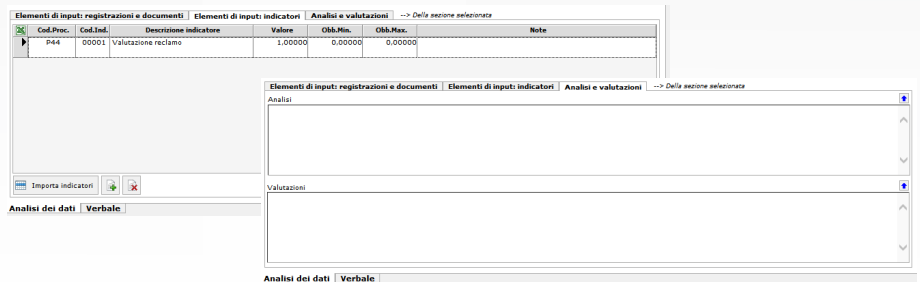 Elementi di input: registrazioni e documenti Elementi di input: indicatori Analisi e valutazioni --> Della sezione selezionata
Cod.Proc. Cod.Ind. Descrizione indicatore Valore Obb.Min. Obb.Max. Note
P44 00001 Valutazione reclamo 1,00000 0,00000 0,00000
Importa indicatori
Analisi dei dati Verbale
Elementi di input: registrazioni e documenti Elementi di input: indicatori Analisi e valutazioni --> Della sezione selezionata
Analisi
Valutazioni
Analisi dei dati Verbale